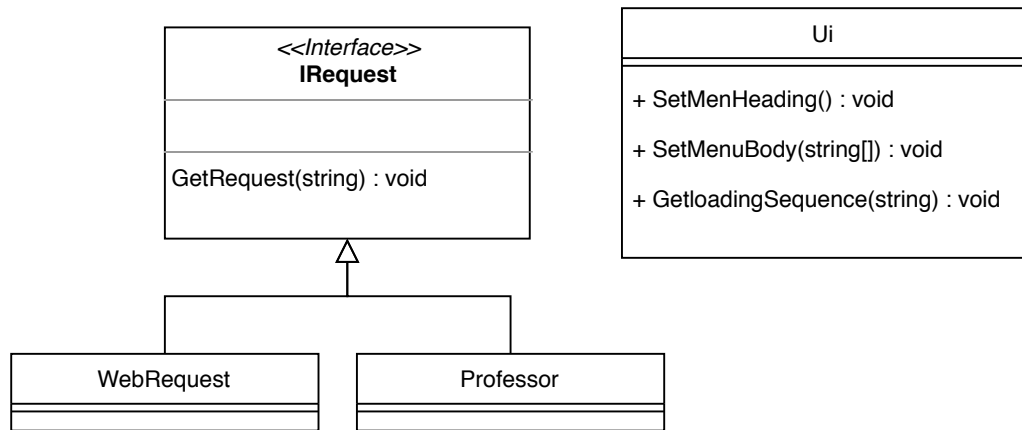 <<Interface>>
IRequest
GetRequest(string) : void
Ui
+ SetMenHeading() : void
+ SetMenuBody(string[]) : void
+ GetloadingSequence(string) : void
WebRequest
Professor